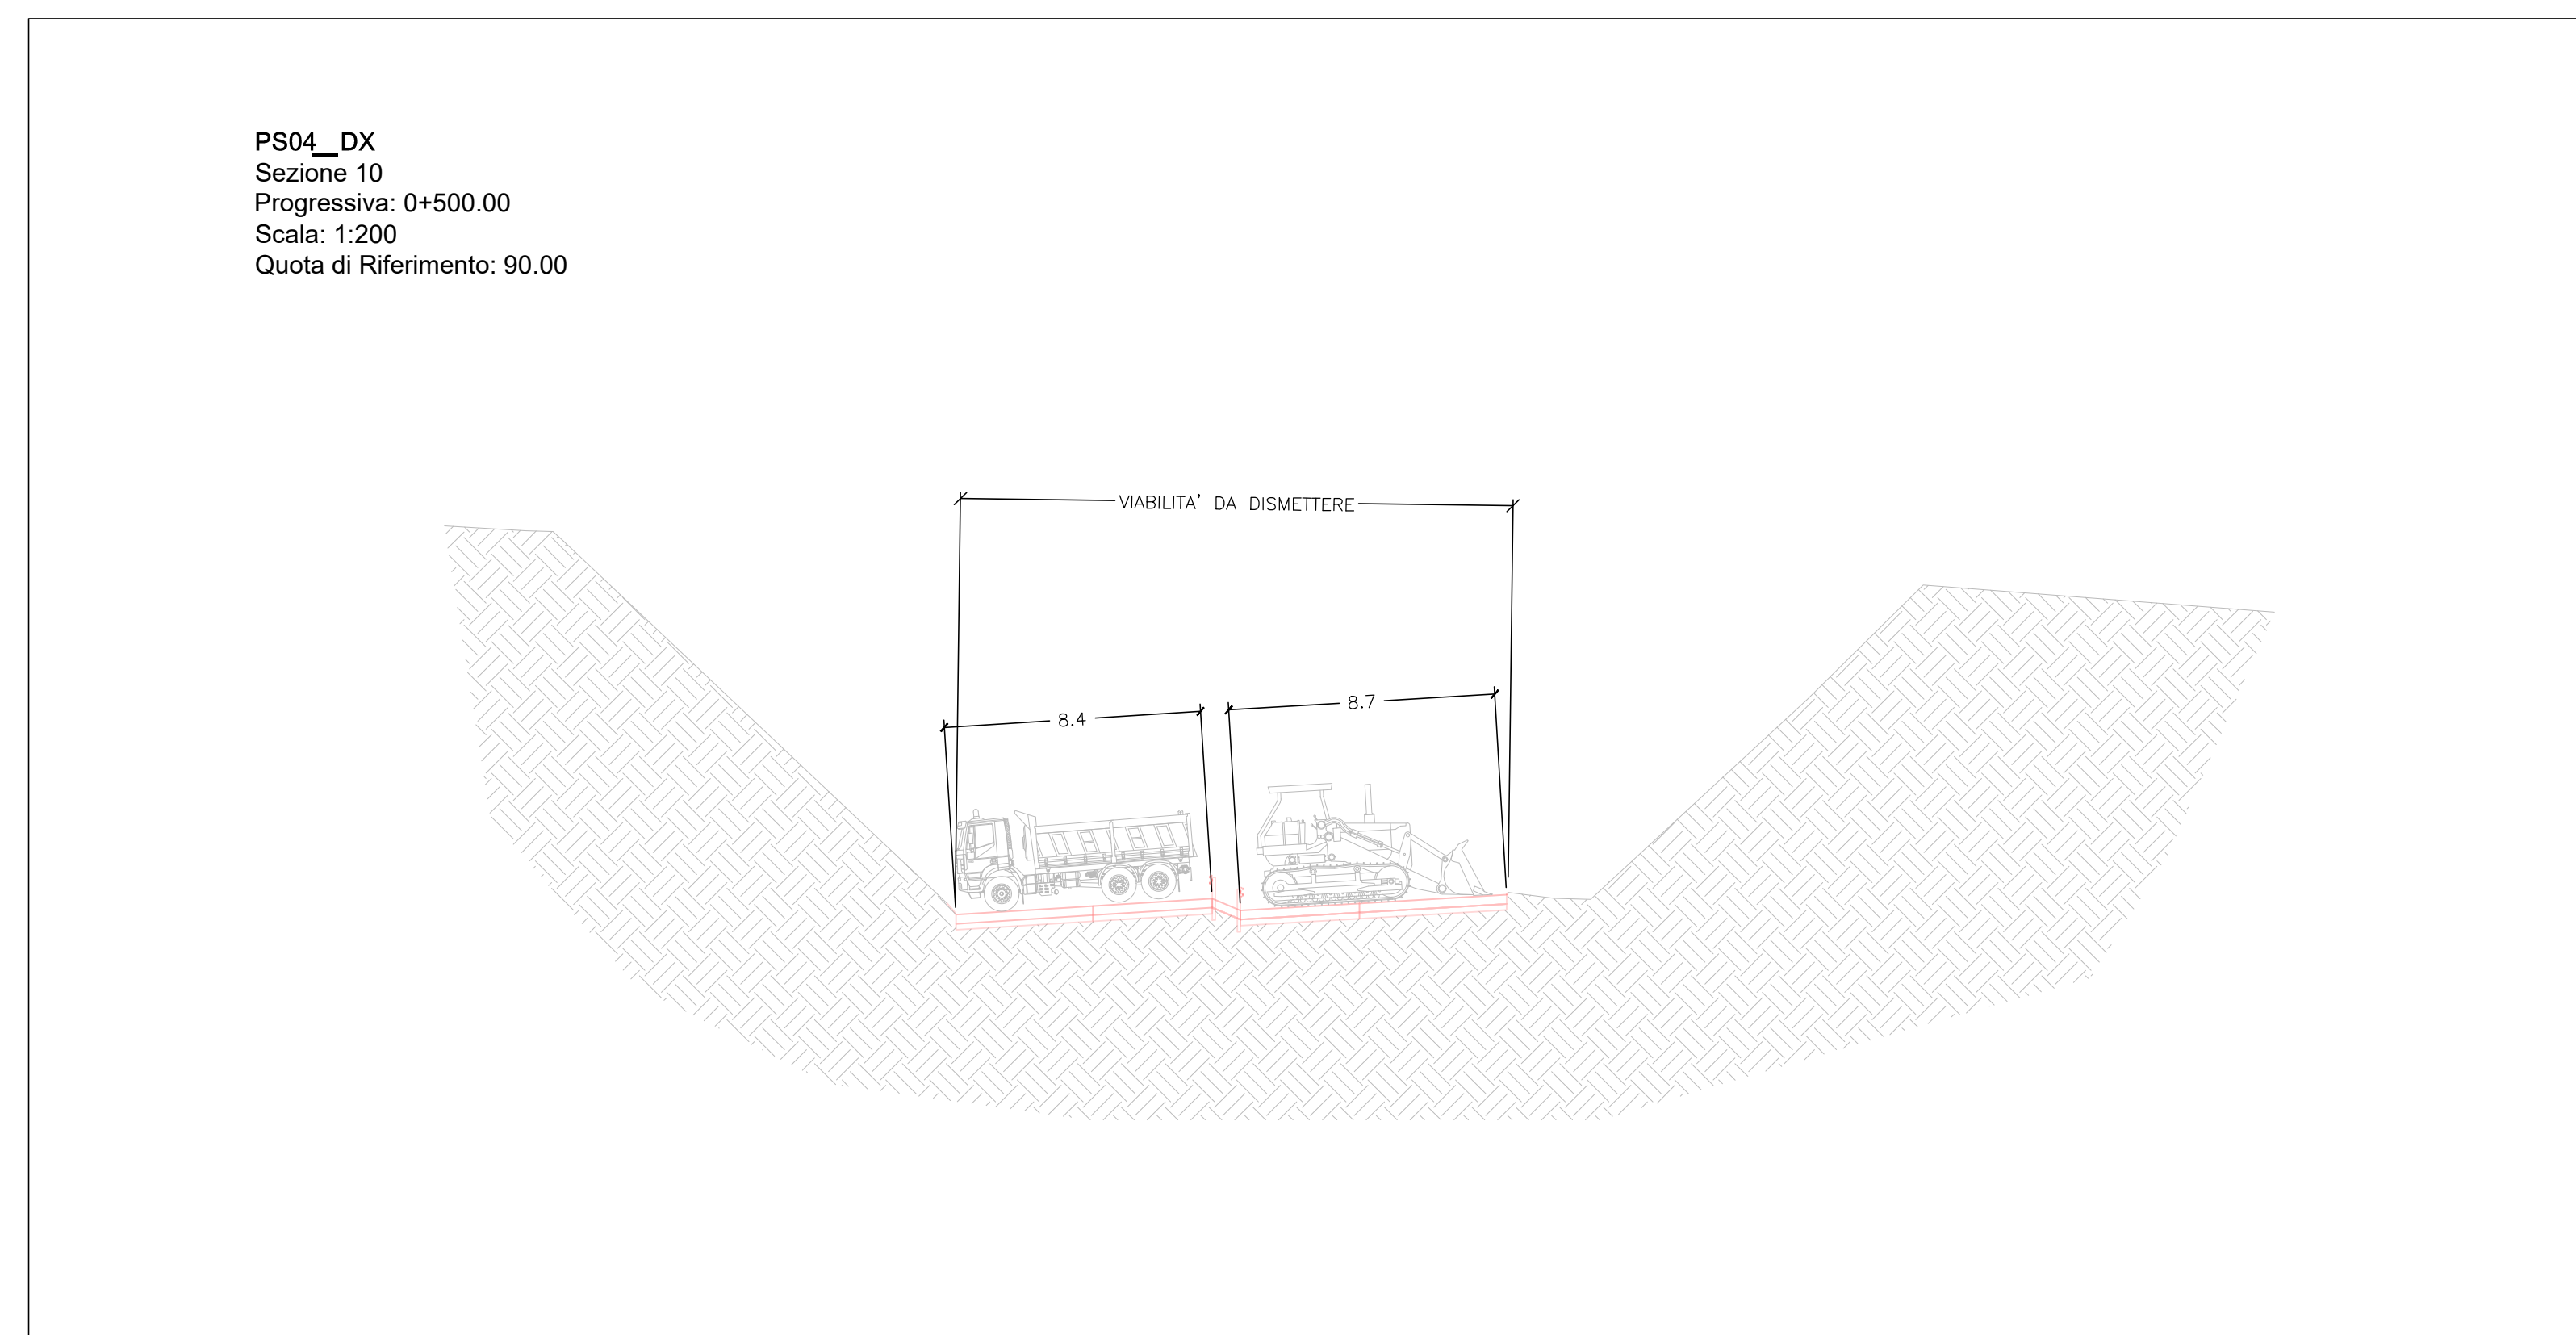 PS04__DX
Sezione 10
Progressiva: 0+500.00
Scala: 1:200
Quota di Riferimento: 90.00
VIABILITA' DA DISMETTERE
8.4
8.7